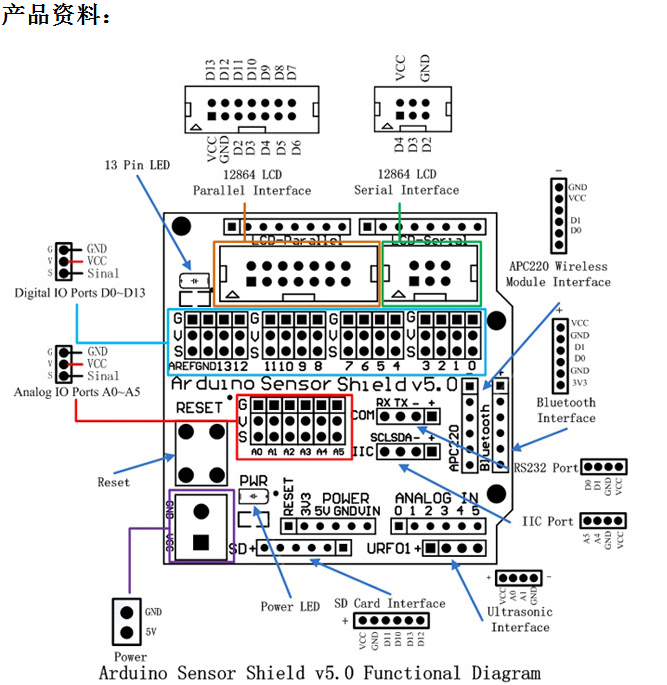 产品资料:
D13 D12 D11 D10 D9 D8 D7
VCC GND
VCC GND D2 D3 D4 D5 D6
D4 D3 D2
13 Pin LED
12864 LCD
Parallel Interface
12864 LCD
Serial Interface
-
GND
VCC
D1
D0
APC220 Wireless
Module Interface
LCD-Parallel
LCD-Serial
G GND
V VCC
S Sinal
Digital IO Ports D0~D13
G GND
V VCC
S Sinal
Analog IO Ports A0~A5
G G G G
V V V V
S S S S
AREF GND 13 12 11 10 9 8 7 6 5 4 3 2 1 0
Arduino Sensor Shield v5.0
- +
+
VCC
GND
D1
D0
GND
3V3
Bluetooth
Interface
RESET
G
V
S
A0 A1 A2 A3 A4 A5
COM
RX TX - +
IIC
SCLSDA- +
APC220
Bluetooth
Reset
RS232 Port
D0 D1 GND VCC
IIC Port
A5 A4 GND VCC
GND
VCC
PWR
RESET
3V3
POWER
5V GNDVIN
ANALOG IN
0 1 2 3 4 5
SD+
URF01+
GND
5V
Power
Power LED
SD Card Interface
+
VCC GND D11 D10 D13 D12
+ -
VCC A0 A1 GND
Ultrasonic
Interface
Arduino Sensor Shield v5.0 Functional Diagram